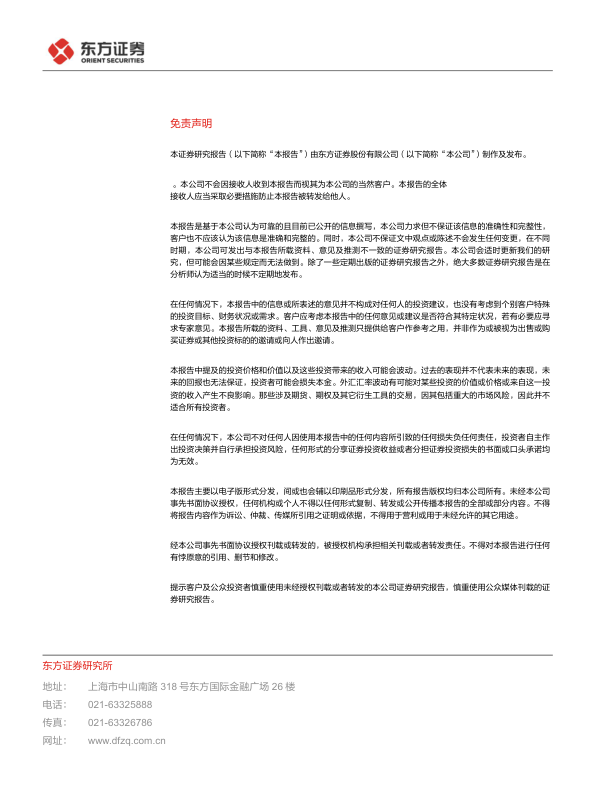 东方证券
ORIENT SECURITIES
免责声明
本证券研究报告（以下简称“本报告”）由东方证券股份有限公司（以下简称“本公司”）制作及发布。
。本公司不会因接收人收到本报告而视其为本公司的当然客户。本报告的全体
接收人应当采取必要措施防止本报告被转发给他人。
本报告是基于本公司认为可靠的且目前已公开的信息撰写，本公司力求但不保证该信息的准确性和完整性，
客户也不应该认为该信息是准确和完整的。同时，本公司不保证文中观点或陈述不会发生任何变更，在不同
时期，本公司可发出与本报告所载资料、意见及推测不一致的证券研究报告。本公司会适时更新我们的研
究，但可能会因某些规定而无法做到。除了一些定期出版的证券研究报告之外，绝大多数证券研究报告是在
分析师认为适当的时候不定期地发布。
在任何情况下，本报告中的信息或所表述的意见并不构成对任何人的投资建议，也没有考虑到个别客户特殊
的投资目标、财务状况或需求。客户应考虑本报告中的任何意见或建议是否符合其特定状况，若有必要应寻
求专家意见。本报告所载的资料、工具、意见及推测只提供给客户作参考之用，并非作为或被视为出售或购
买证券或其他投资标的的邀请或向人作出邀请。
本报告中提及的投资价格和价值以及这些投资带来的收入可能会波动。过去的表现并不代表未来的表现，未
来的回报也无法保证，投资者可能会损失本金。外汇汇率波动有可能对某些投资的价值或价格或来自这一投
资的收入产生不良影响。那些涉及期货、期权及其它衍生工具的交易，因其包括重大的市场风险，因此并不
适合所有投资者。
在任何情况下，本公司不对任何人因使用本报告中的任何内容所引致的任何损失负任何责任，投资者自主作
出投资决策并自行承担投资风险，任何形式的分享证券投资收益或者分担证券投资损失的书面或口头承诺均
为无效。
本报告主要以电子版形式分发，间或也会辅以印刷品形式分发，所有报告版权均归本公司所有。未经本公司
事先书面协议授权，任何机构或个人不得以任何形式复制、转发或公开传播本报告的全部或部分内容。不得
将报告内容作为诉讼、仲裁、传媒所引用之证明或依据，不得用于营利或用于未经允许的其它用途。
经本公司事先书面协议授权刊载或转发的，被授权机构承担相关刊载或者转发责任。不得对本报告进行任何
有悖原意的引用、删节和修改。
提示客户及公众投资者慎重使用未经授权刊载或者转发的本公司证券研究报告，慎重使用公众媒体刊载的证
券研究报告。
东方证券研究所
地址： 上海市中山南路 318 号东方国际金融广场 26 楼
电话： 021-63325888
传真： 021-63326786
网址： www.dfzq.com.cn